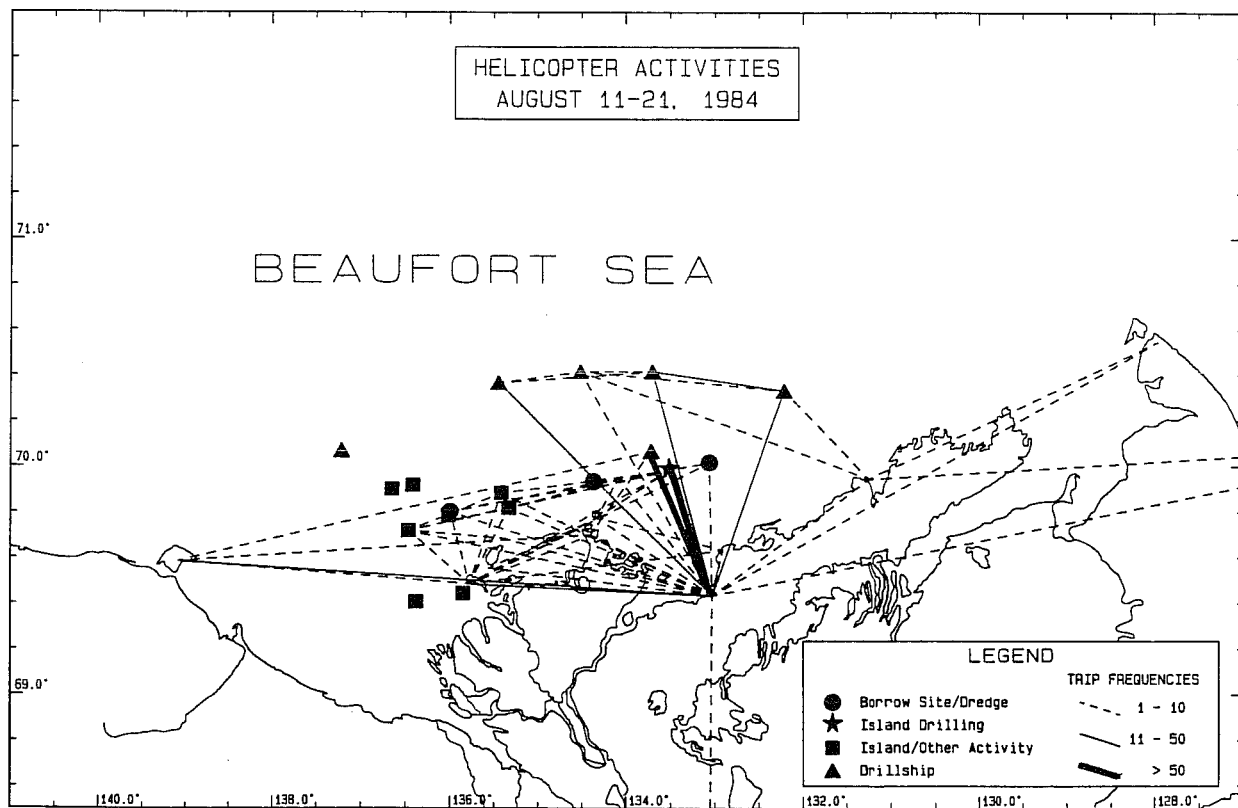 HELICOPTER ACTIVITIES
AUGUST 11-21, 1984
71.0°
BEAUFORT SEA
70.0°
69.0°
LEGEND
TRIP FREQUENCIES
Borrow Site/Dredge
1 - 10
Island Drilling
11 - 50
Island/Other Activity
> 50
Drillship
140.0° 138.0° 136.0° 134.0° 132.0° 130.0° 128.0°